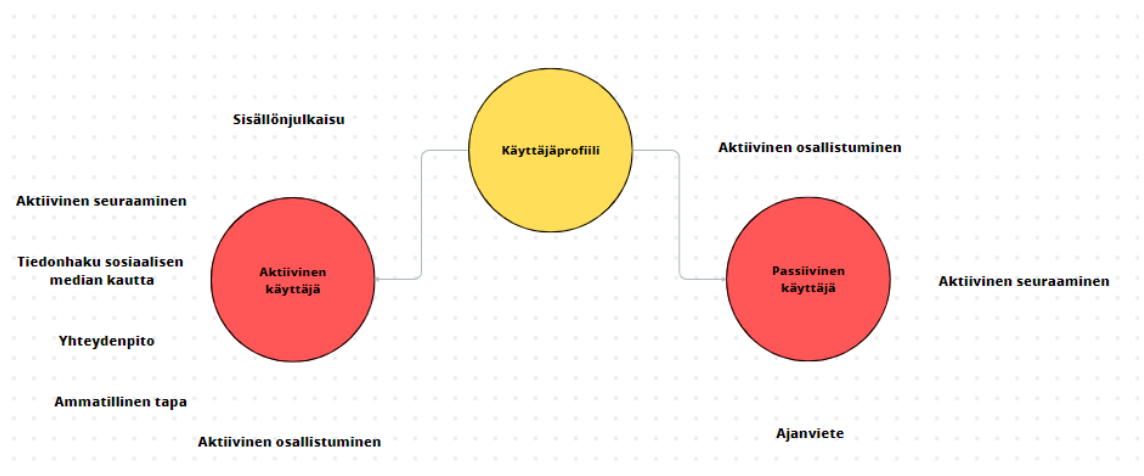 Sisällönjulkaisu
Käyttäjäprofiili
Aktiivinen osallistuminen
Aktiivinen seuraaminen
Tiedonhaku sosiaalisen
median kautta
Aktiivinen
käyttäjä
Passiivinen
käyttäjä
Aktiivinen seuraaminen
Yhteydenpito
Ammatillinen tapa
Aktiivinen osallistuminen
Ajanviete